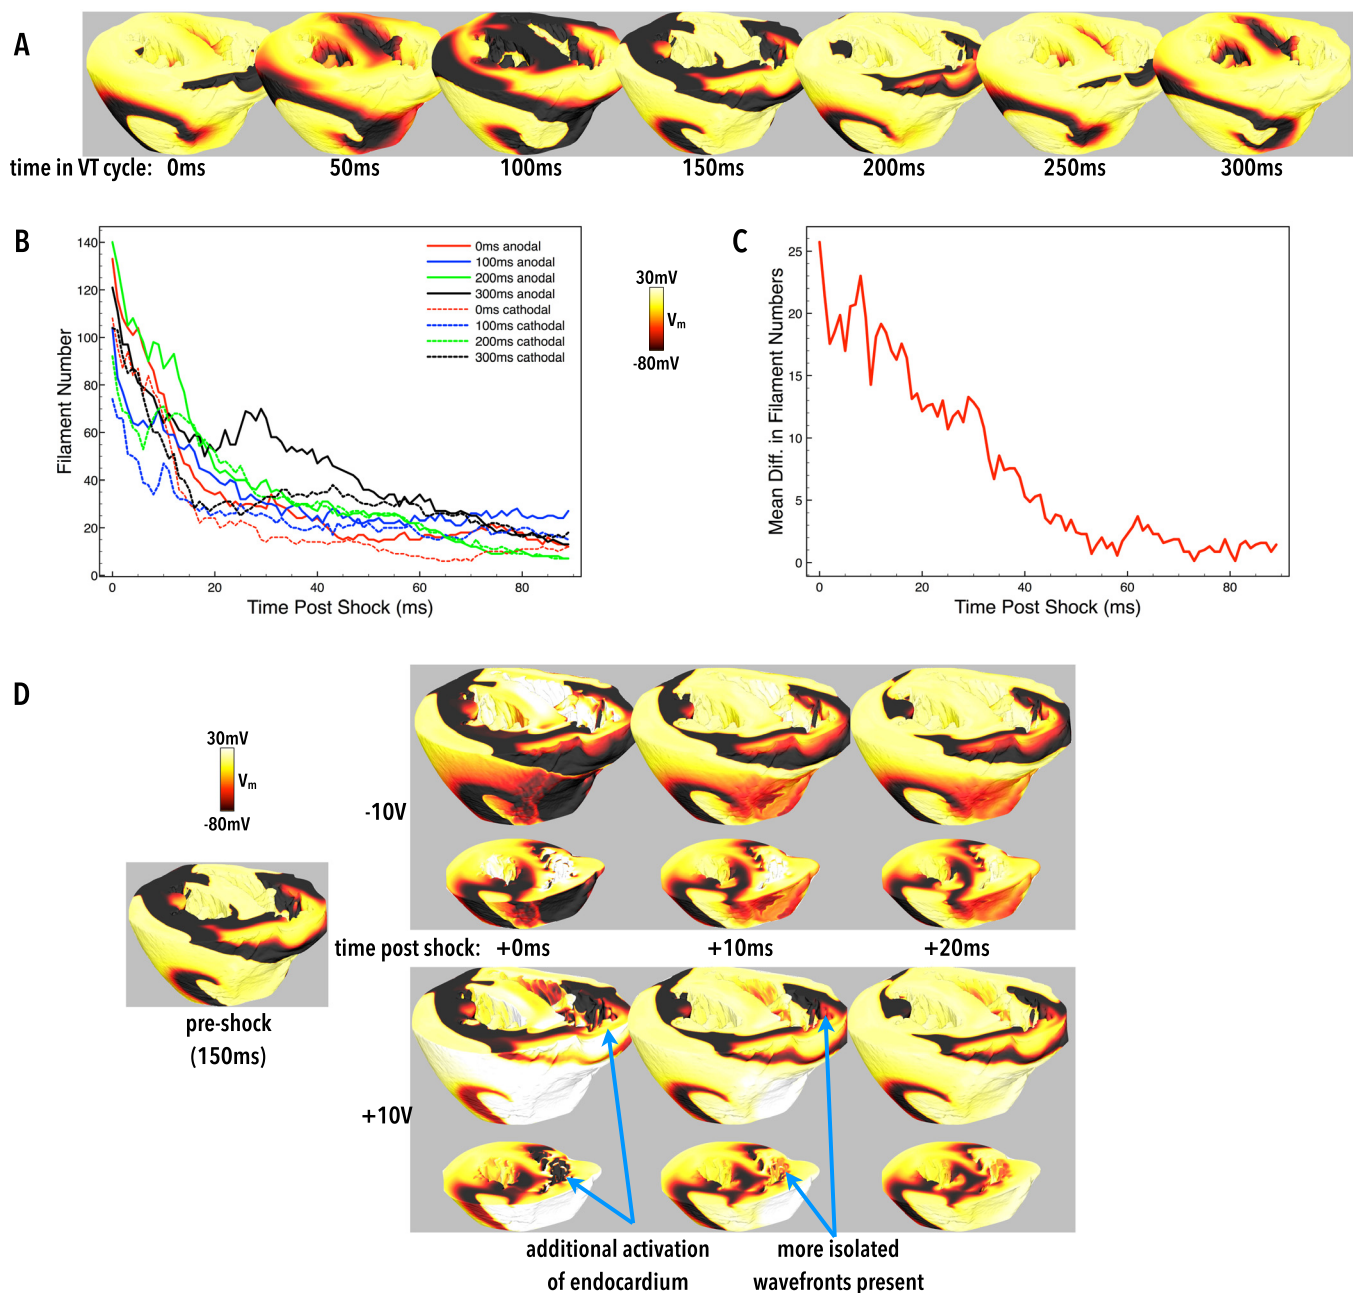 A
time in VT cycle: 0ms 50ms 100ms 150ms 200ms 250ms 300ms
B
Filament Number
140
120
100
80
60
40
20
0
0 20 40 60 80
Time Post Shock (ms)
0ms anodal
100ms anodal
200ms anodal
300ms anodal
0ms cathodal
100ms cathodal
200ms cathodal
300ms cathodal
30mV
Vm
-80mV
C
Mean Diff. in Filament Numbers
25
20
15
10
5
0
0 20 40 60 80
Time Post Shock (ms)
D
30mV
Vm
-80mV
pre-shock
(150ms)
-10V
time post shock: +0ms +10ms +20ms
+10V
additional activation
of endocardium
more isolated
wavefronts present